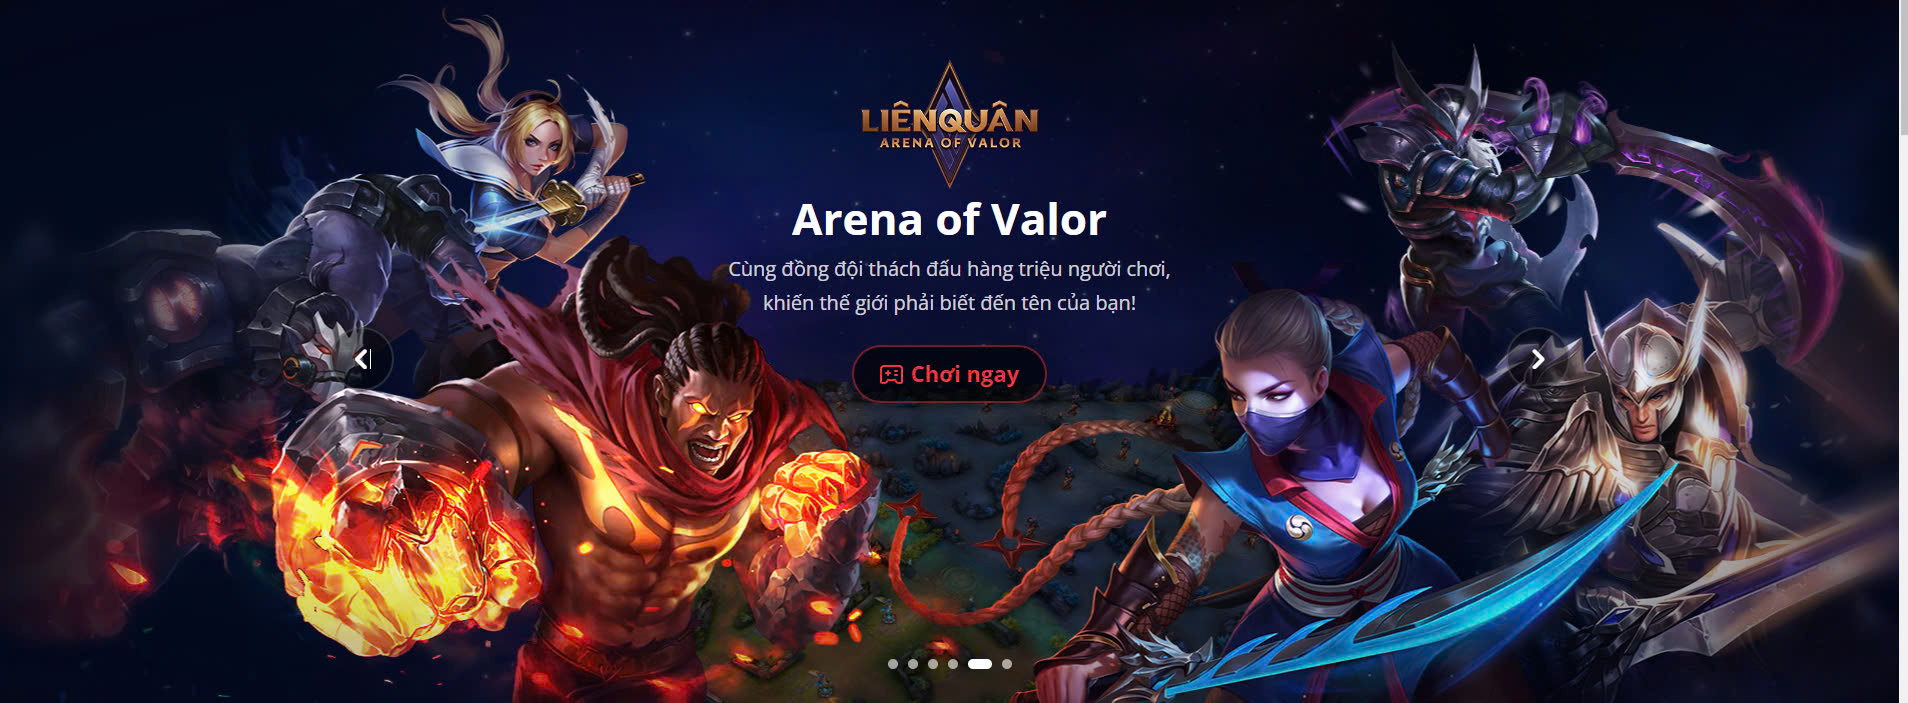 LIÊNQUÂN
ARENA OF VALOR
Arena of Valor
Cùng đồng đội thách đấu hàng triệu người chơi,
khiến thế giới phải biết đến tên của bạn!
Chơi ngay